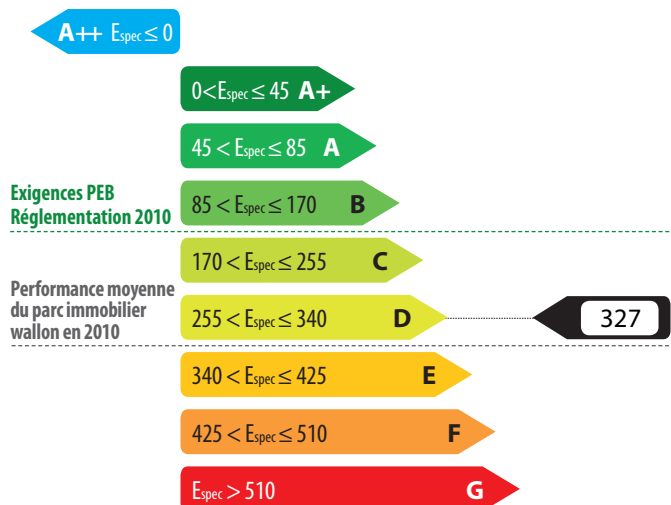 A++ Espec ≤ 0
0<Espec ≤ 45 A+
45 < Espec ≤ 85 A
Exigences PEB
Réglementation 2010
85 < Espec ≤ 170 B
170 < Espec ≤ 255 C
Performance moyenne
du parc immobilier
wallon en 2010
255 < Espec ≤ 340 D
327
340 < Espec ≤ 425 E
425 < Espec ≤ 510 F
Espec > 510 G